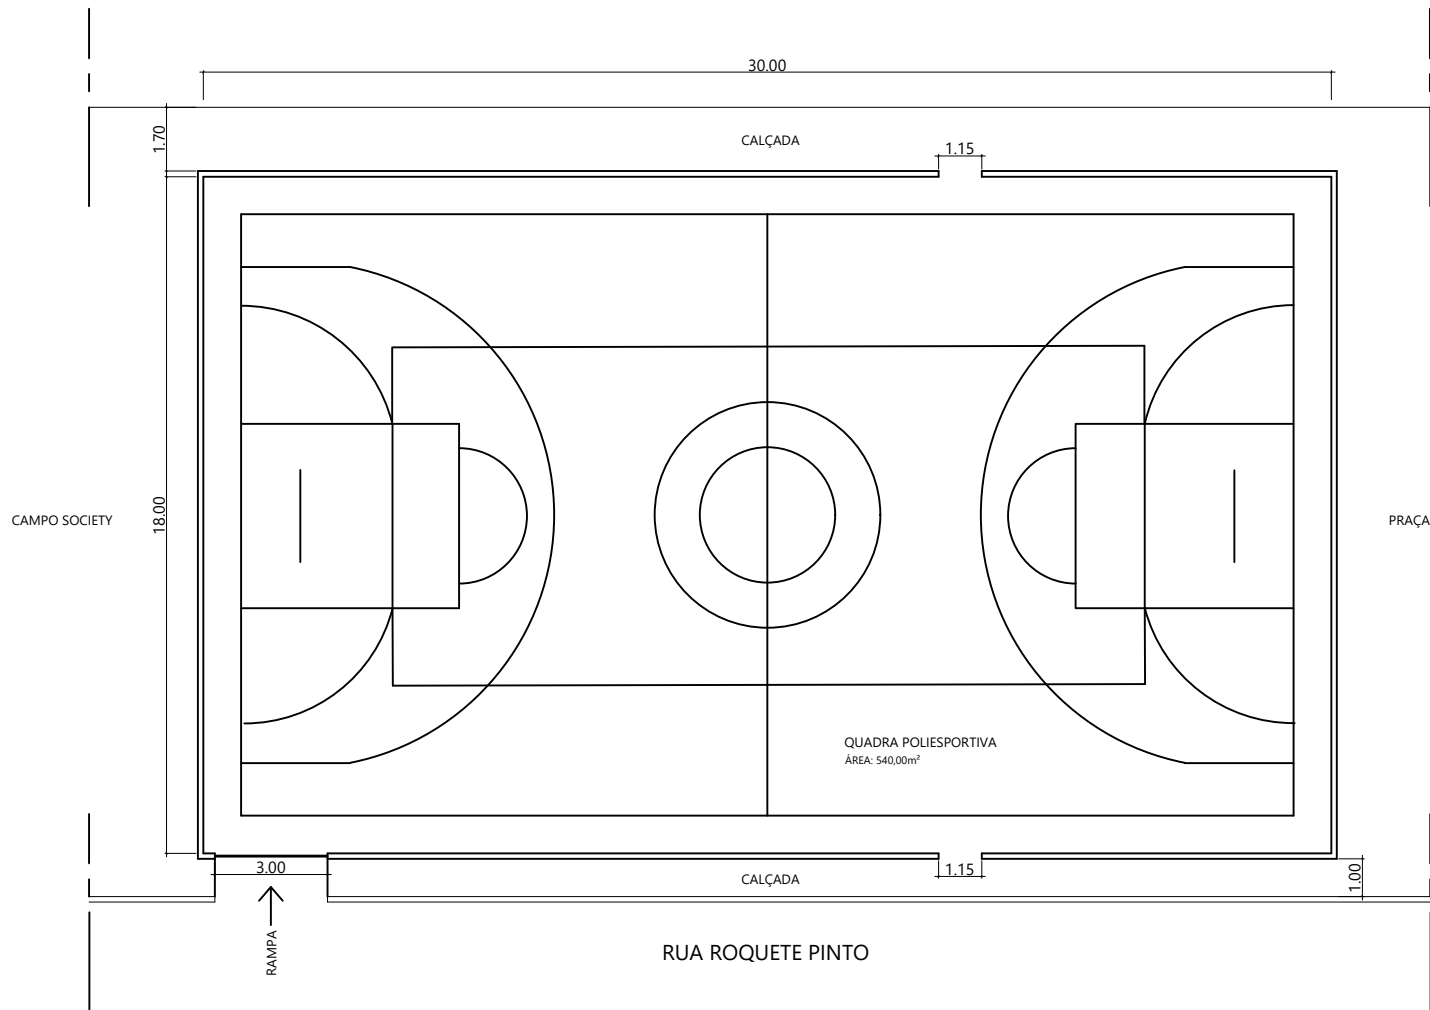 30.00
1.70
CALÇADA
1.15
18.00
CAMPO SOCIETY
PRAÇA
QUADRA POLIESPORTIVA
ÁREA: 540,00m²
3.00
CALÇADA
1.15
1.00
RAMPA
RUA ROQUETE PINTO